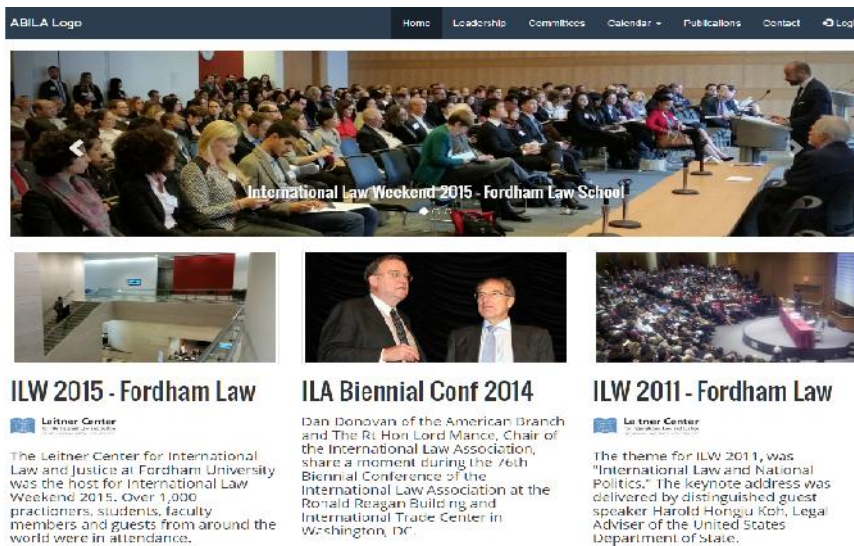 ABILA Logo
Home
Leadership
Committees
Calendar
Publications
Contact
Login
International Law Weekend 2015 - Fordham Law School
ILW 2015 - Fordham Law
Leitner Center
The Leitner Center for International
Law and Justice at Fordham University
was the host for International Law
Weekend 2015. Over 1,000
practioners, students, faculty
members and guests from around the
world were in attendance.
ILA Biennial Conf 2014
Dan Donovan of the American Branch
and The Rt Hon Lord Mance, Chair of
the International Law Association,
share a moment during the 76th
Biennial Conference of the
International Law Association at the
Ronald Reagan Building and
International Trade Center in
Washington, DC.
ILW 2011 - Fordham Law
Leitner Center
The theme for ILW 2011, was
"International Law and National
Politics." The keynote address was
delivered by distinguished guest
speaker Harold Hongju Koh, Legal
Adviser of the United States
Department of State.